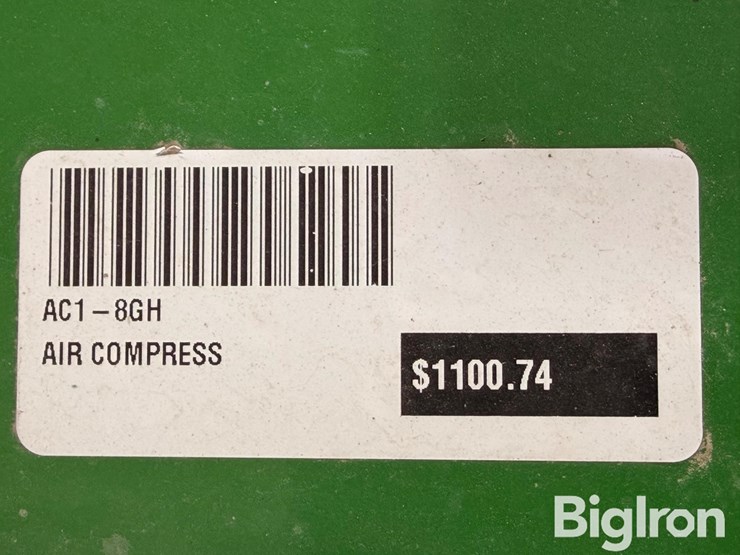 AC1-8GH
AIR COMPRESS
$1100.74
BigIron